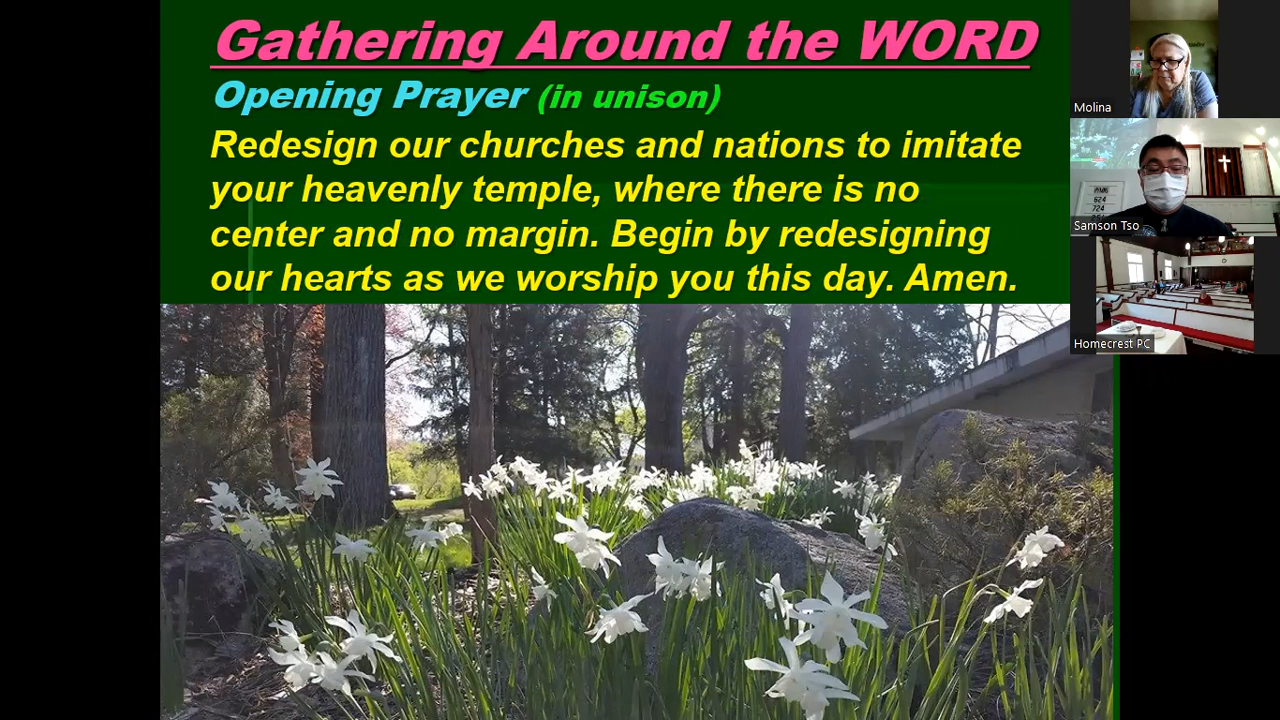 Gathering Around the WORD
Opening Prayer (in unison)
Redesign our churches and nations to imitate
your heavenly temple, where there is no
center and no margin. Begin by redesigning
our hearts as we worship you this day. Amen.
Molina
624
724
Samson Tso
Homecrest PC